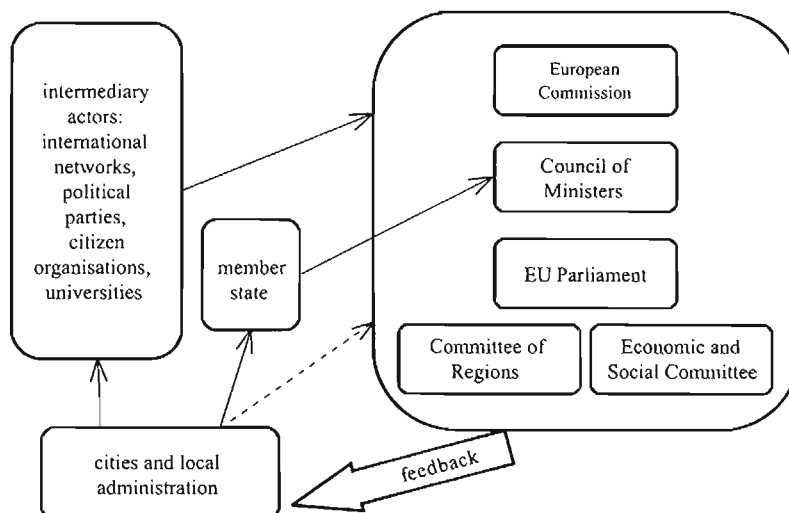 intermediary
actors:
international
networks,
political
parties,
citizen
organisations,
universities
member
state
cities and local
administration
European
Commission
Council of
Ministers
EU Parliament
Committee of
Regions
Economic and
Social Committee
feedback